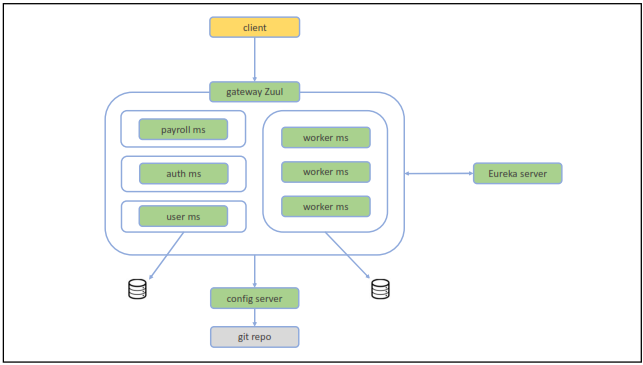 client
gateway Zuul
payroll ms
worker ms
auth ms
worker ms
Eureka server
user ms
worker ms
config server
git repo